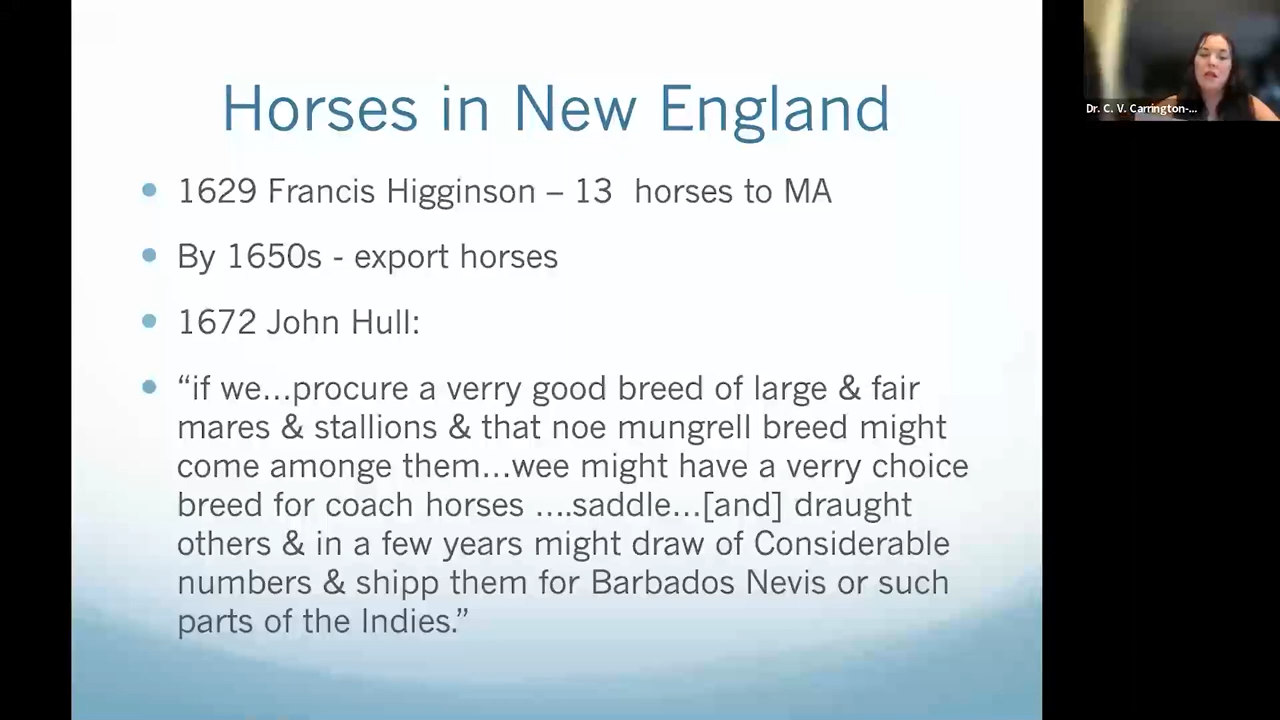 Horses in New England
• 1629 Francis Higginson – 13  horses to MA
• By 1650s - export horses
• 1672 John Hull:
• “if we...procure a verry good breed of large & fair
mares & stallions & that noe mungrell breed might
come amonge them...wee might have a verry choice
breed for coach horses ....saddle...[and] draught
others & in a few years might draw of Considerable
numbers & shipp them for Barbados Nevis or such
parts of the Indies.”
Dr. C. V. Carrington-...